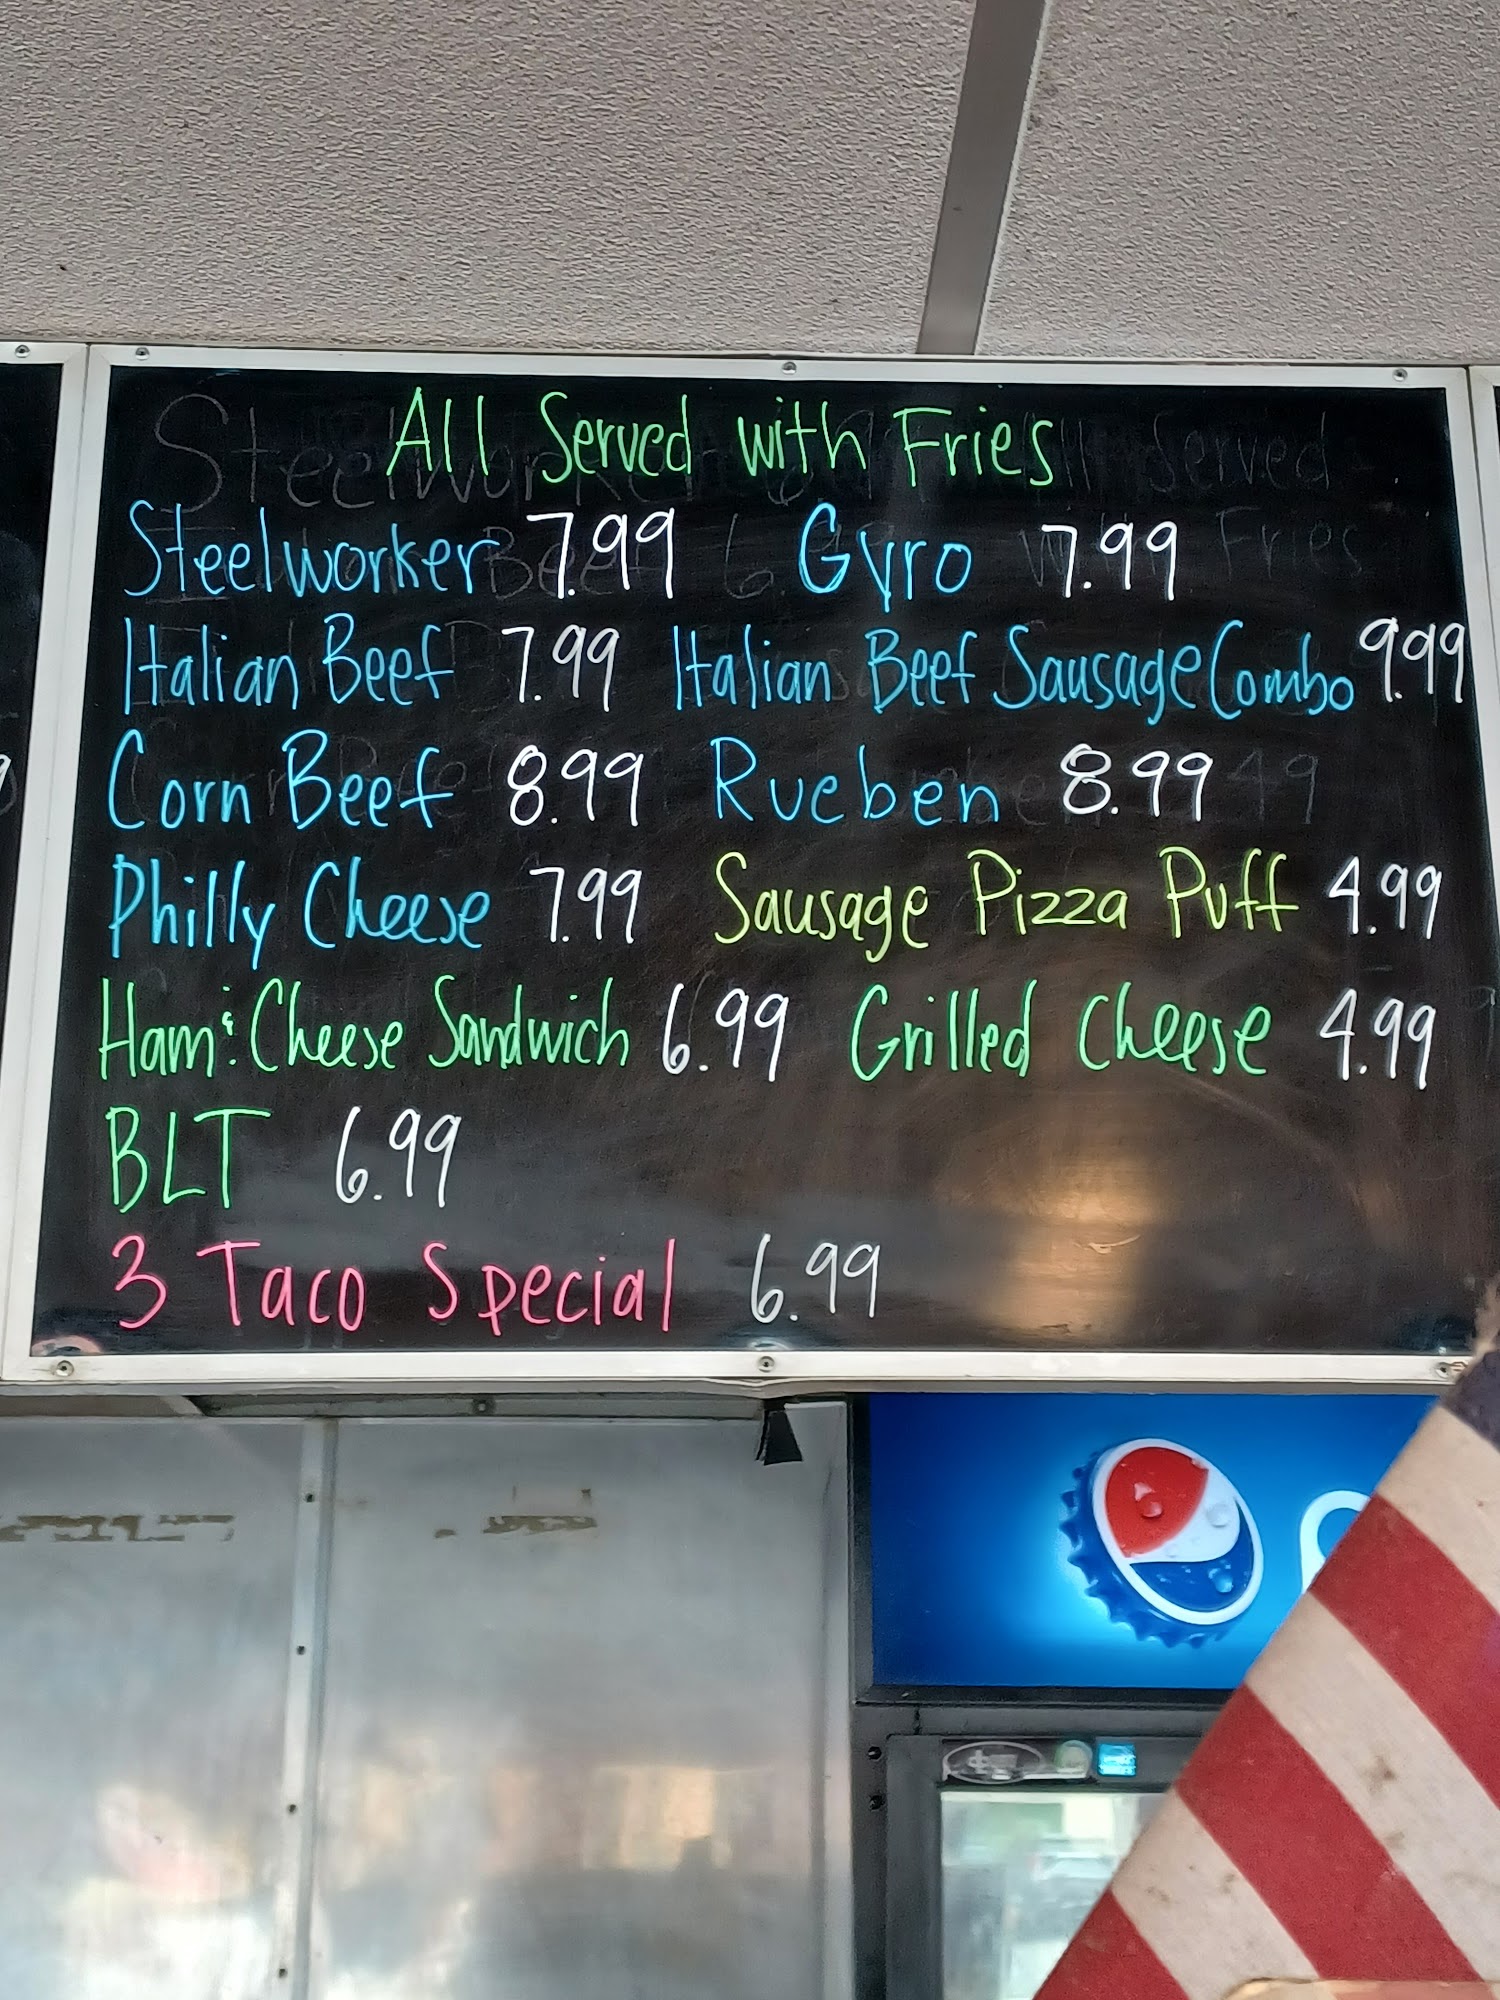 All Served with Fries
Steelworker 7.99 Gyro 7.99
Italian Beef 7.99 Italian Beef Sausage Combo 9.99
Corn Beef 8.99 Rueben 8.99
Philly Cheese 7.99 Sausage Pizza Puff 4.99
Ham & Cheese Sandwich 6.99 Grilled Cheese 4.99
BLT 6.99
3 Taco Special 6.99